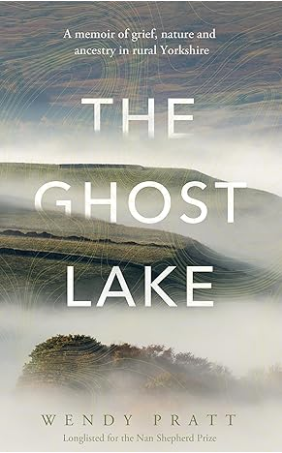 A memoir of grief, nature and
ancestry in rural Yorkshire
THE
GHOST
LAKE
WENDY PRATT
Longlisted for the Nan Shepherd Prize